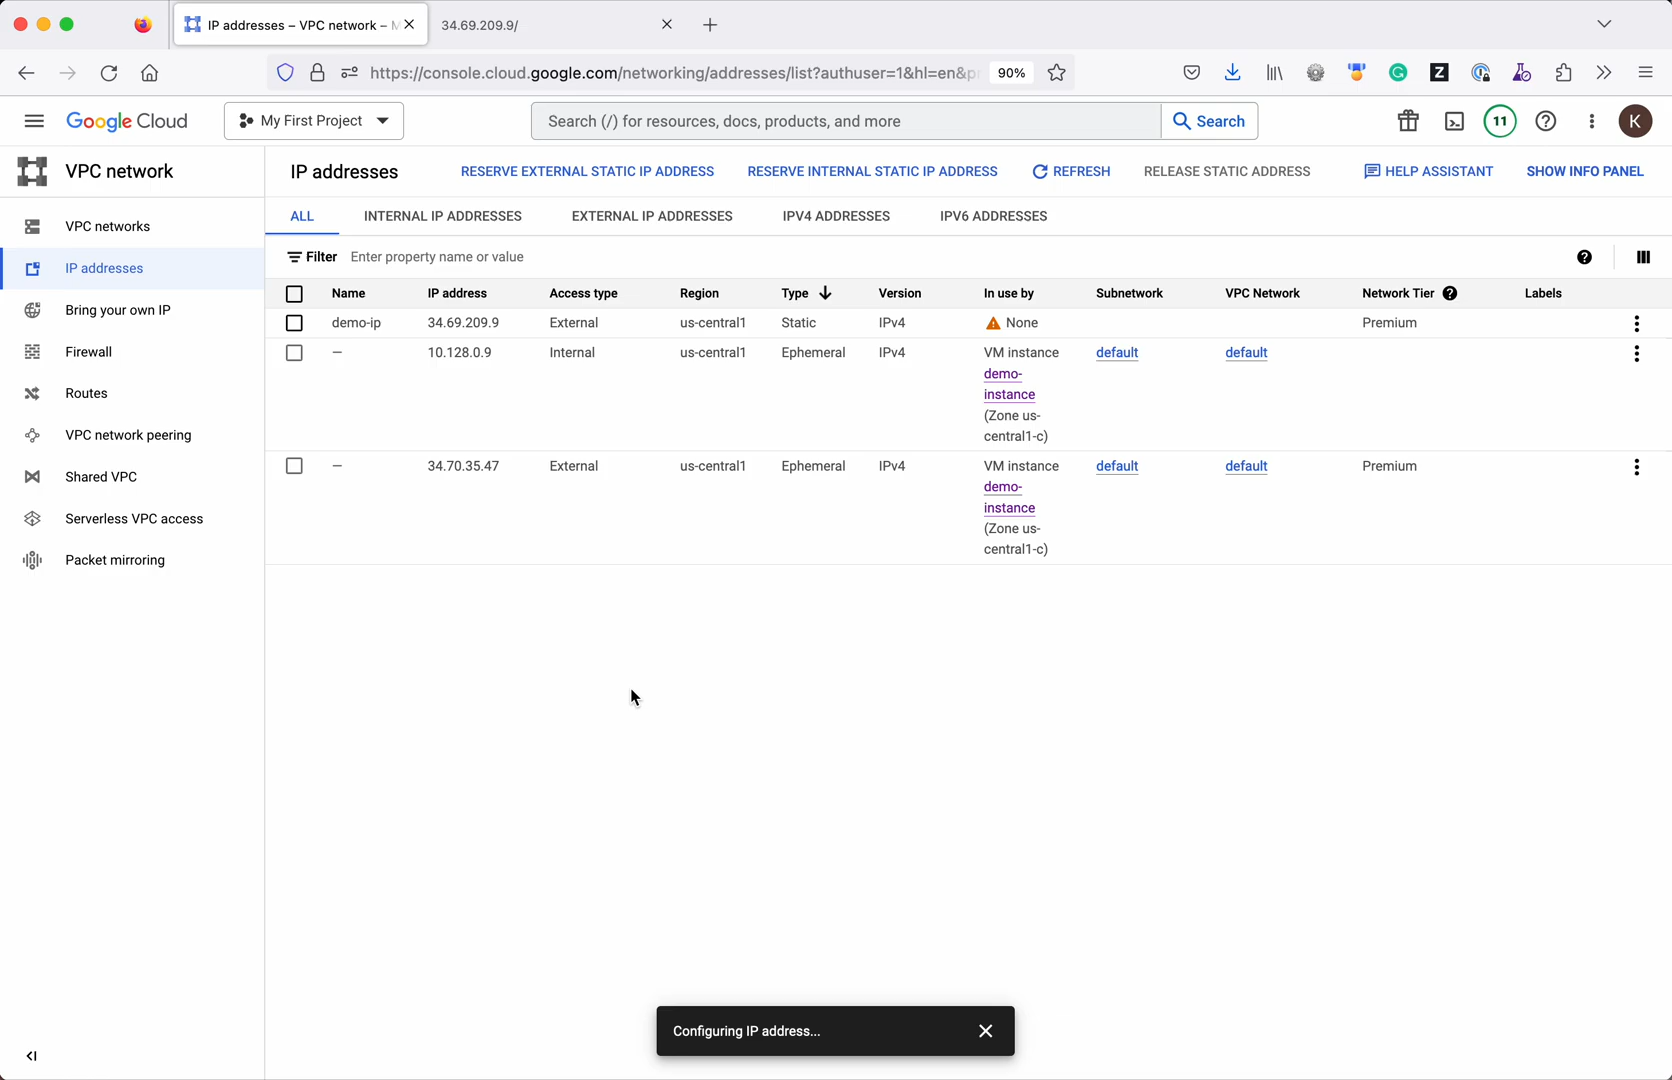 IP addresses – VPC network – M
34.69.209.9/
https://console.cloud.google.com/networking/addresses/list?authuser=1&hl=en&p
90%
Google Cloud
My First Project
Search (/) for resources, docs, products, and more
Search
11
K
VPC network
IP addresses
RESERVE EXTERNAL STATIC IP ADDRESS
RESERVE INTERNAL STATIC IP ADDRESS
REFRESH
RELEASE STATIC ADDRESS
HELP ASSISTANT
SHOW INFO PANEL
VPC networks
IP addresses
Bring your own IP
Firewall
Routes
VPC network peering
Shared VPC
Serverless VPC access
Packet mirroring
ALL
INTERNAL IP ADDRESSES
EXTERNAL IP ADDRESSES
IPV4 ADDRESSES
IPV6 ADDRESSES
Filter Enter property name or value
Name IP address Access type Region Type Version In use by Subnetwork VPC Network Network Tier Labels
demo-ip 34.69.209.9 External us-central1 Static IPv4 None Premium
— 10.128.0.9 Internal us-central1 Ephemeral IPv4 VM instance default default
demo-
instance
(Zone us-
central1-c)
— 34.70.35.47 External us-central1 Ephemeral IPv4 VM instance default default Premium
demo-
instance
(Zone us-
central1-c)
Configuring IP address...